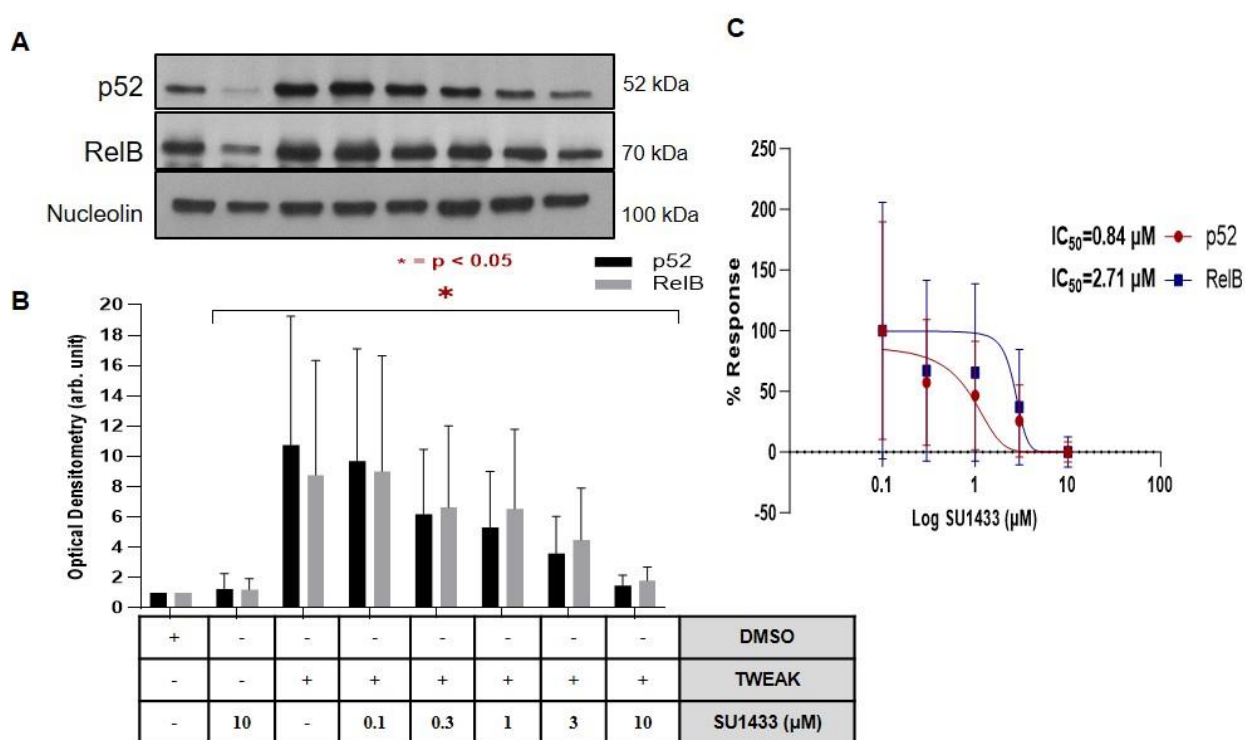 A
p52
52 kDa
RelB
70 kDa
Nucleolin
100 kDa
* = p < 0.05
p52
RelB
B
*
Optical Densitometry (arb. unit)
20
18
16
14
12
10
8
6
4
2
0
+ - - - - - - - DMSO
- - + + + + + + TWEAK
- 10 - 0.1 0.3 1 3 10 SU1433 (µM)
C
% Response
250
200
150
100
50
0
-50
0.1 1 10 100
Log SU1433 (µM)
IC50=0.84 µM p52
IC50=2.71 µM RelB